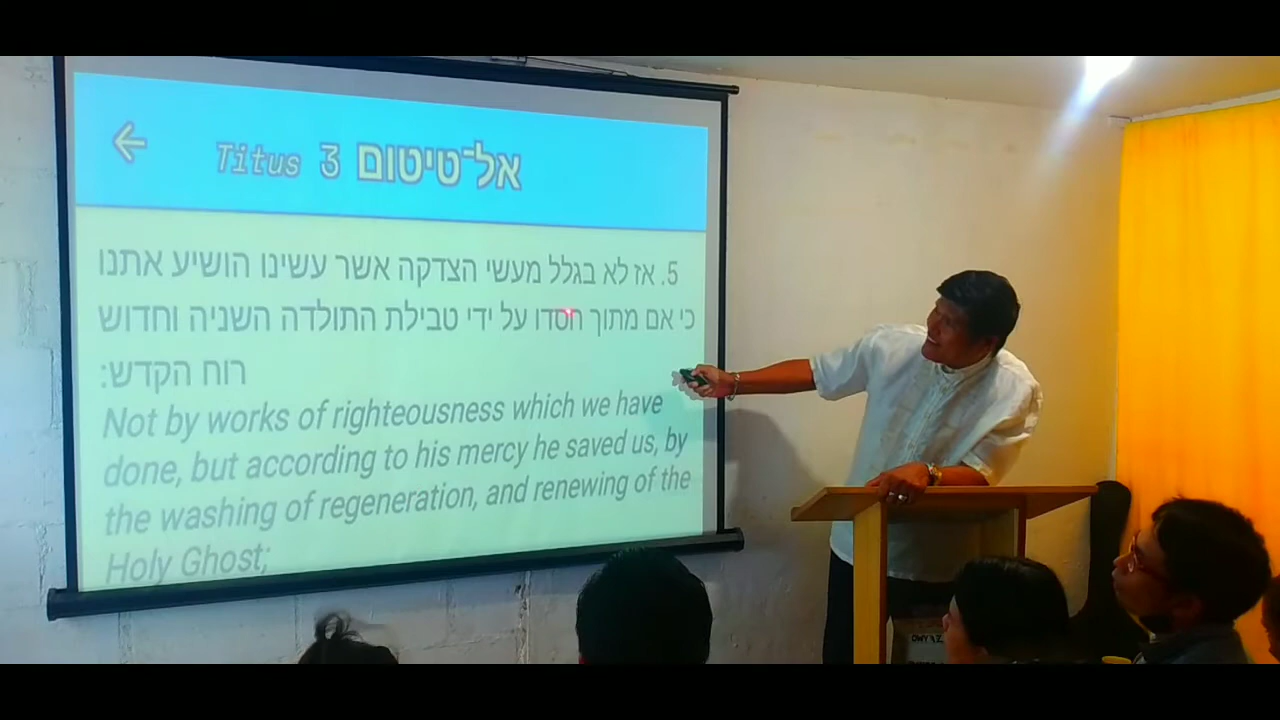 Titus 3 אל־טיטוס
5. אז לא בגלל מעשי הצדקה אשר עשינו הושיע אתנו
כי אם מתוך חסדו על ידי טבילת התולדה השניה וחדוש
רוח הקדש:
Not by works of righteousness which we have
done, but according to his mercy he saved us, by
the washing of regeneration, and renewing of the
Holy Ghost;